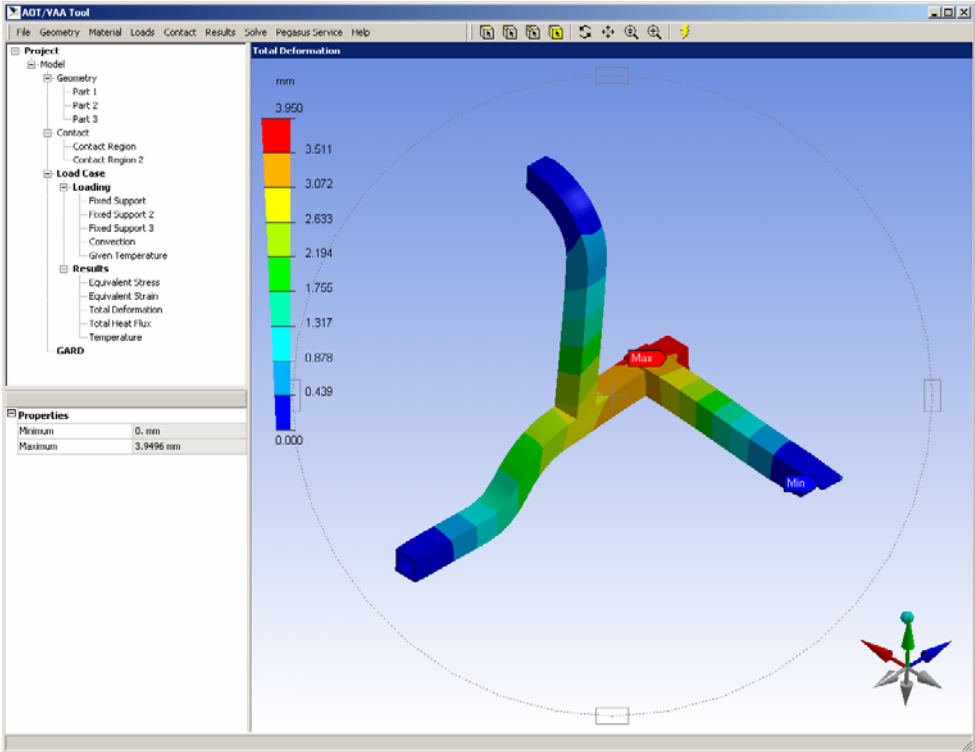 AOT/VAA Tool
File Geometry Material Loads Contact Results Solve Pegasus Service Help
Project
Model
Geometry
Part 1
Part 2
Part 3
Contact
Contact Region
Contact Region 2
Load Case
Loading
Fixed Support
Fixed Support 2
Fixed Support 3
Convection
Given Temperature
Results
Equivalent Stress
Equivalent Strain
Total Deformation
Total Heat Flux
Temperature
GARD
Properties
Minimum 0. mm
Maximum 3.9496 mm
Total Deformation
mm
3.950
3.511
3.072
2.633
2.194
1.755
1.317
0.878
0.439
0.000
Max
Min